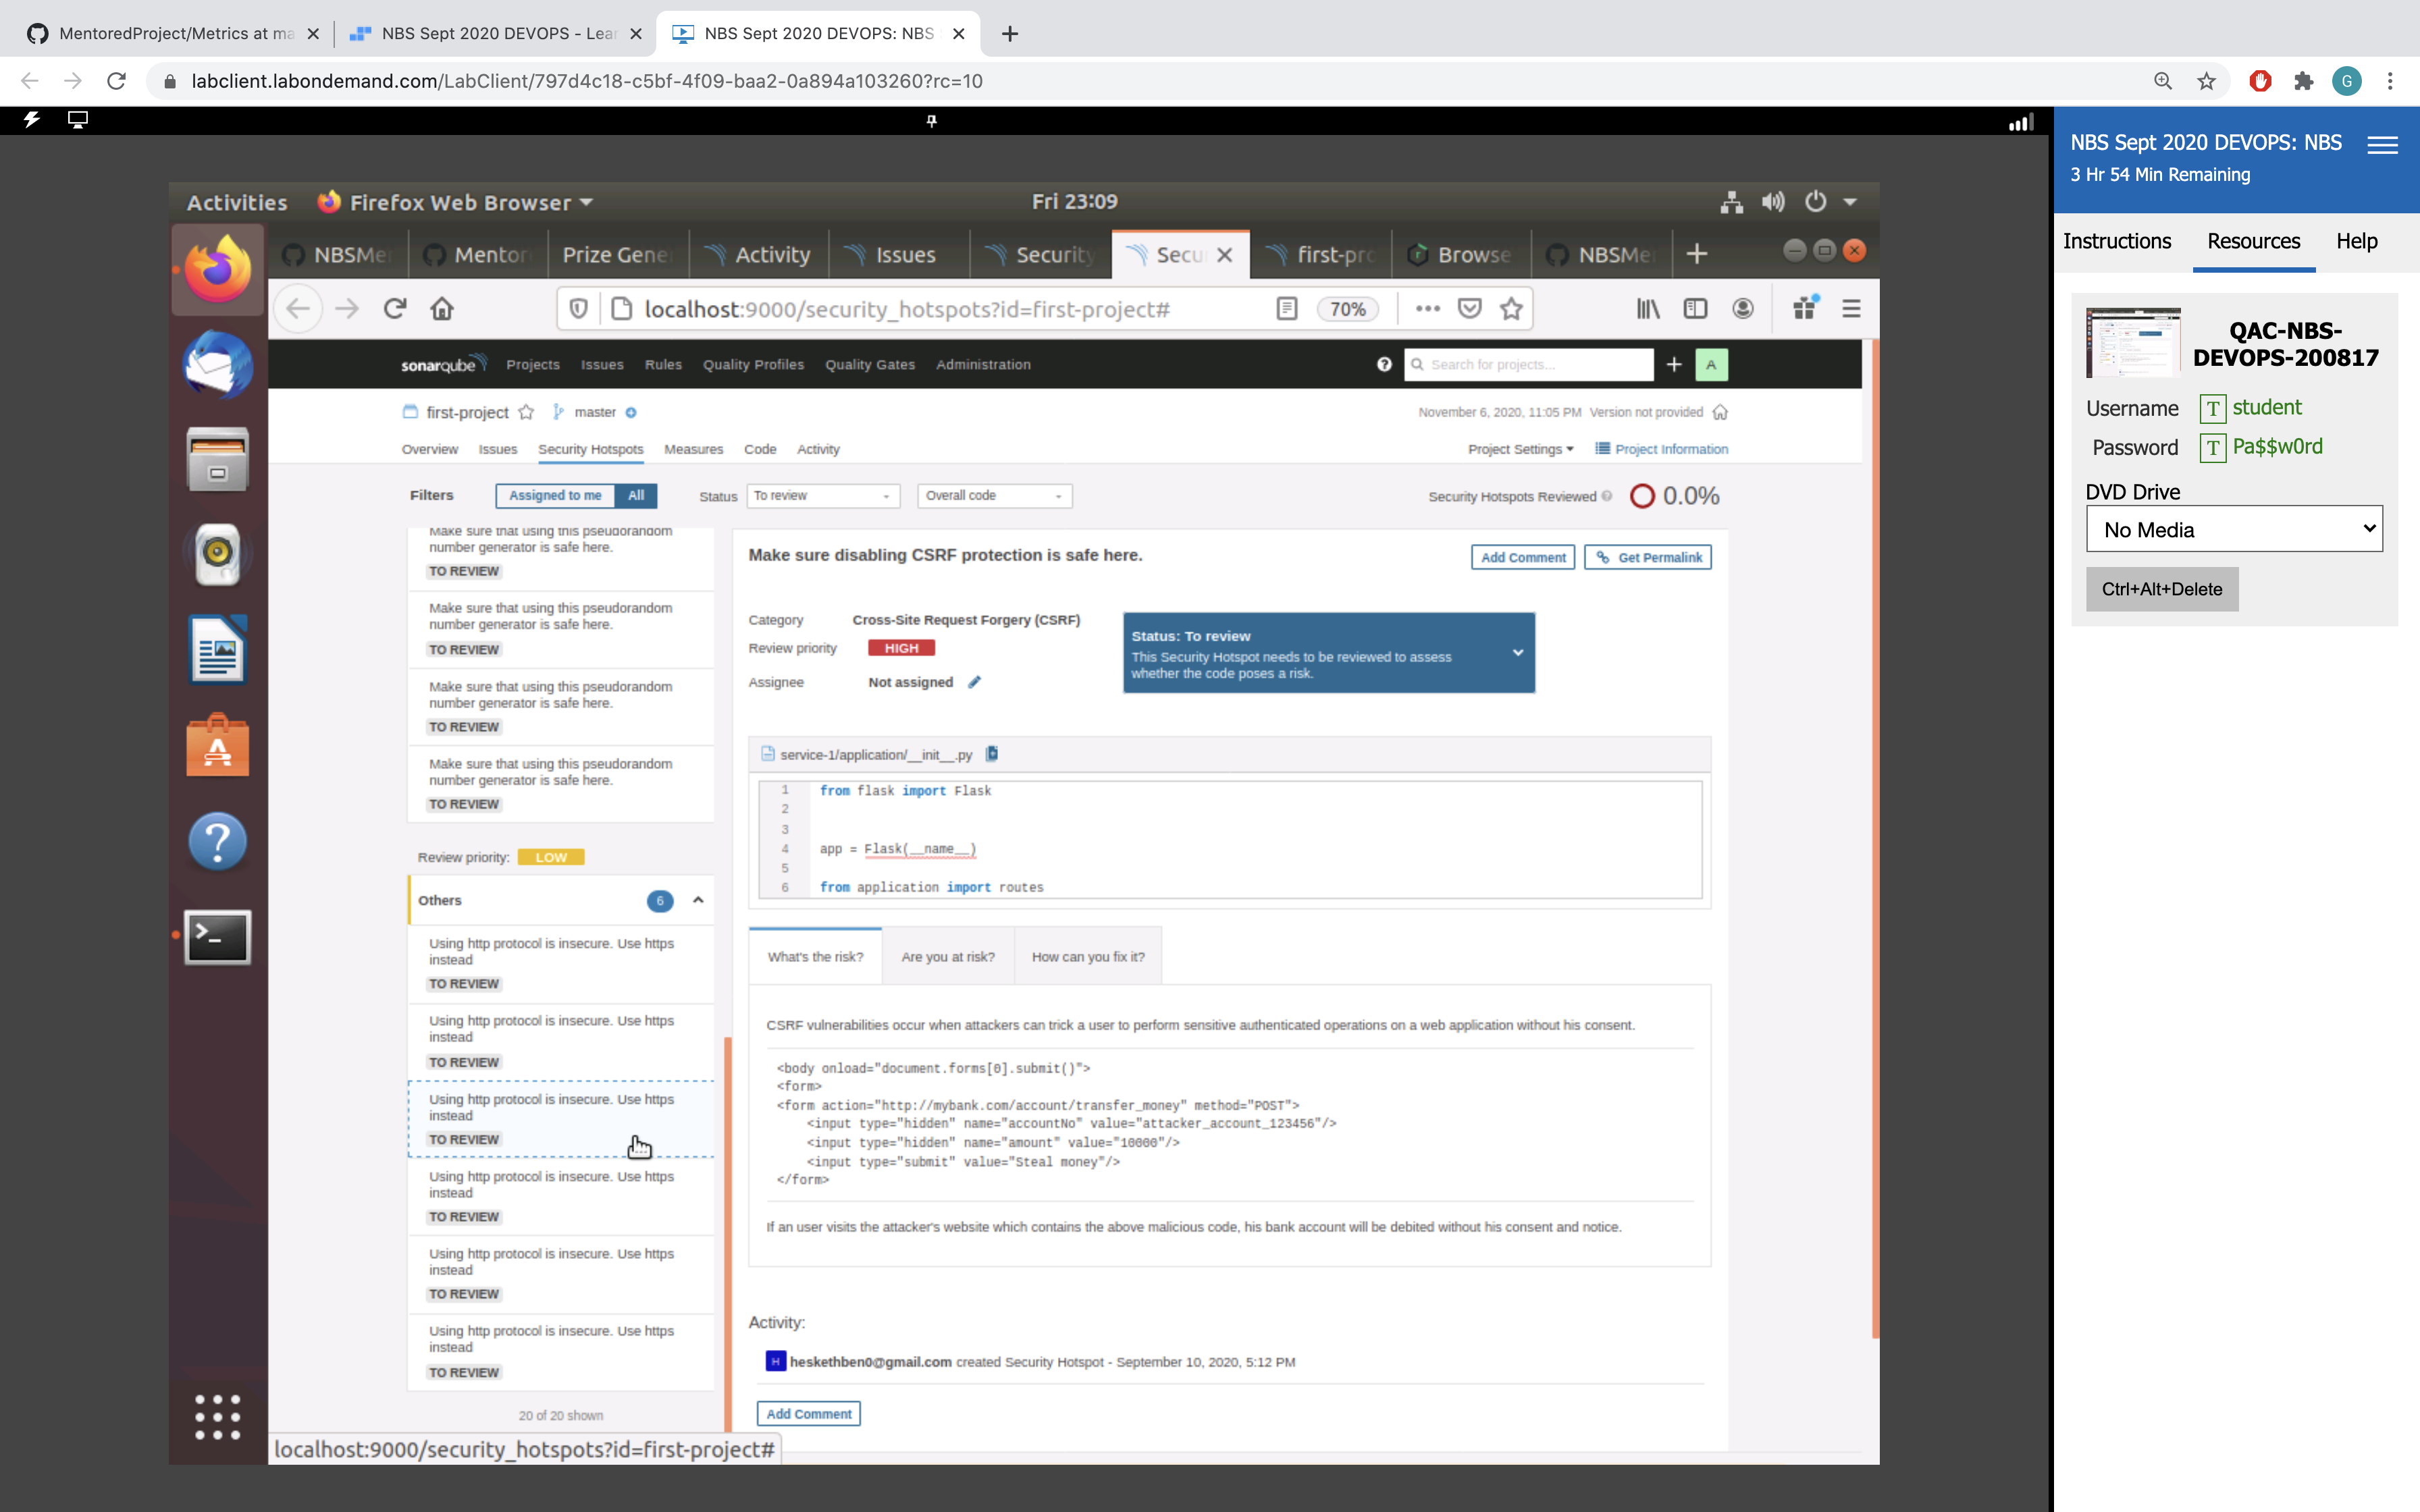 MentoredProject/Metrics at ma
NBS Sept 2020 DEVOPS - Lear
NBS Sept 2020 DEVOPS: NBS
labclient.labondemand.com/LabClient/797d4c18-c5bf-4f09-baa2-0a894a103260?rc=10
G
Activities
Firefox Web Browser
Fri 23:09
NBSMe
Mentor
Prize Gene
Activity
Issues
Security
Secu
first-pro
Browse
NBSMe
localhost:9000/security_hotspots?id=first-project#
70%
sonarqube
Projects
Issues
Rules
Quality Profiles
Quality Gates
Administration
Search for projects...
A
first-project
master
November 6, 2020, 11:05 PM Version not provided
Overview
Issues
Security Hotspots
Measures
Code
Activity
Project Settings
Project Information
Filters
Assigned to me
All
Status
To review
Overall code
Security Hotspots Reviewed
0.0%
Make sure that using this pseudorandom
number generator is safe here.
TO REVIEW
Make sure that using this pseudorandom
number generator is safe here.
TO REVIEW
Make sure that using this pseudorandom
number generator is safe here.
TO REVIEW
Make sure that using this pseudorandom
number generator is safe here.
TO REVIEW
Review priority: LOW
Others
6
Using http protocol is insecure. Use https
instead
TO REVIEW
Using http protocol is insecure. Use https
instead
TO REVIEW
Using http protocol is insecure. Use https
instead
TO REVIEW
Using http protocol is insecure. Use https
instead
TO REVIEW
Using http protocol is insecure. Use https
instead
TO REVIEW
Using http protocol is insecure. Use https
instead
TO REVIEW
20 of 20 shown
localhost:9000/security_hotspots?id=first-project#
Make sure disabling CSRF protection is safe here.
Add Comment
Get Permalink
Category Cross-Site Request Forgery (CSRF)
Review priority HIGH
Assignee Not assigned
Status: To review
This Security Hotspot needs to be reviewed to assess
whether the code poses a risk.
service-1/application/__init__.py
1 from flask import Flask
2
3
4 app = Flask(__name__)
5
6 from application import routes
What's the risk?
Are you at risk?
How can you fix it?
CSRF vulnerabilities occur when attackers can trick a user to perform sensitive authenticated operations on a web application without his consent.
<body onload="document.forms[0].submit()">
<form>
<form action="http://mybank.com/account/transfer_money" method="POST">
<input type="hidden" name="accountNo" value="attacker_account_123456"/>
<input type="hidden" name="amount" value="10000"/>
<input type="submit" value="Steal money"/>
</form>
If an user visits the attacker's website which contains the above malicious code, his bank account will be debited without his consent and notice.
Activity:
H heskethben0@gmail.com created Security Hotspot - September 10, 2020, 5:12 PM
Add Comment
NBS Sept 2020 DEVOPS: NBS
3 Hr 54 Min Remaining
Instructions
Resources
Help
QAC-NBS-
DEVOPS-200817
Username T student
Password T Pa$$w0rd
DVD Drive
No Media
Ctrl+Alt+Delete